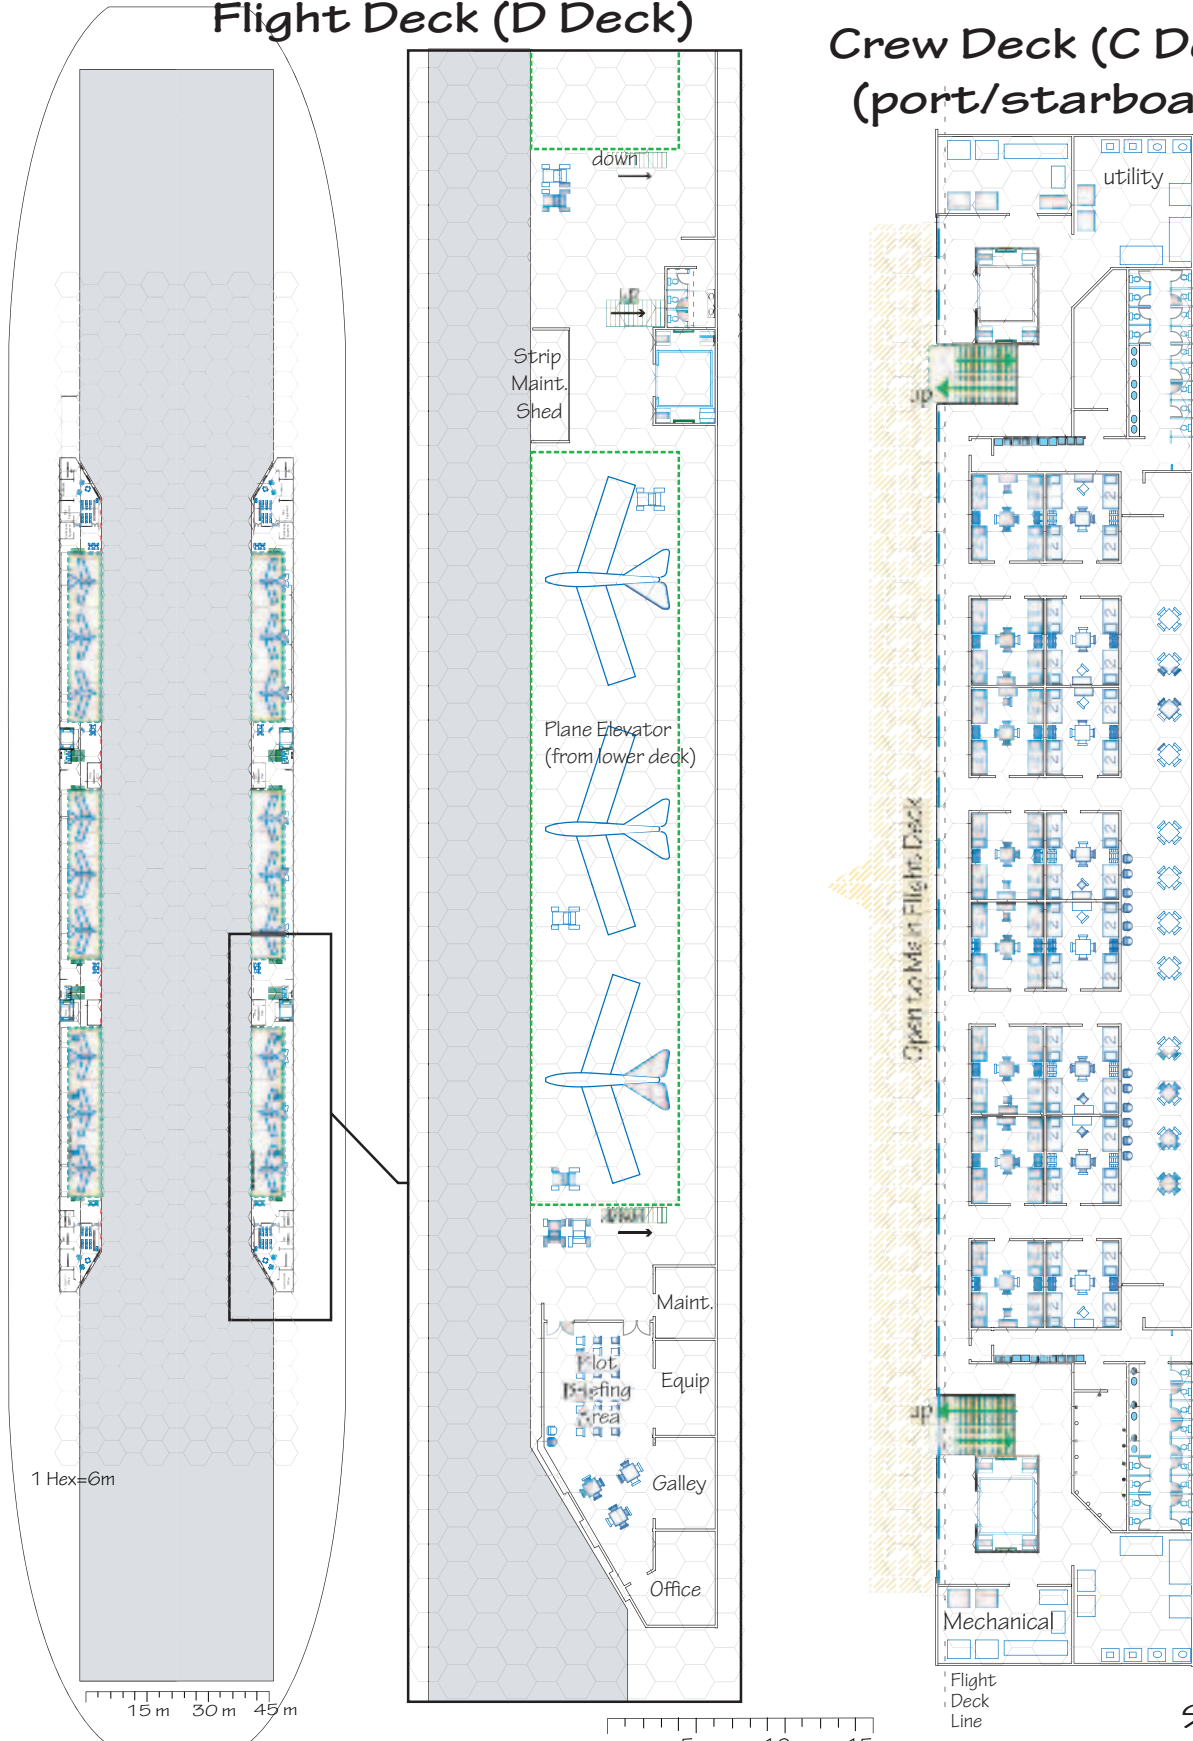 Flight Deck (D Deck)
Crew Deck (C
(port/starboa
down
utility
Strip
Maint.
Shed
up
Plane Elevator
(from lower deck)
Open to Main Flight Deck
Maint.
Briefing
Area
Equip
up
1 Hex=6m
Galley
Office
Mechanical
Flight
Deck
Line
15 m 30 m 45 m